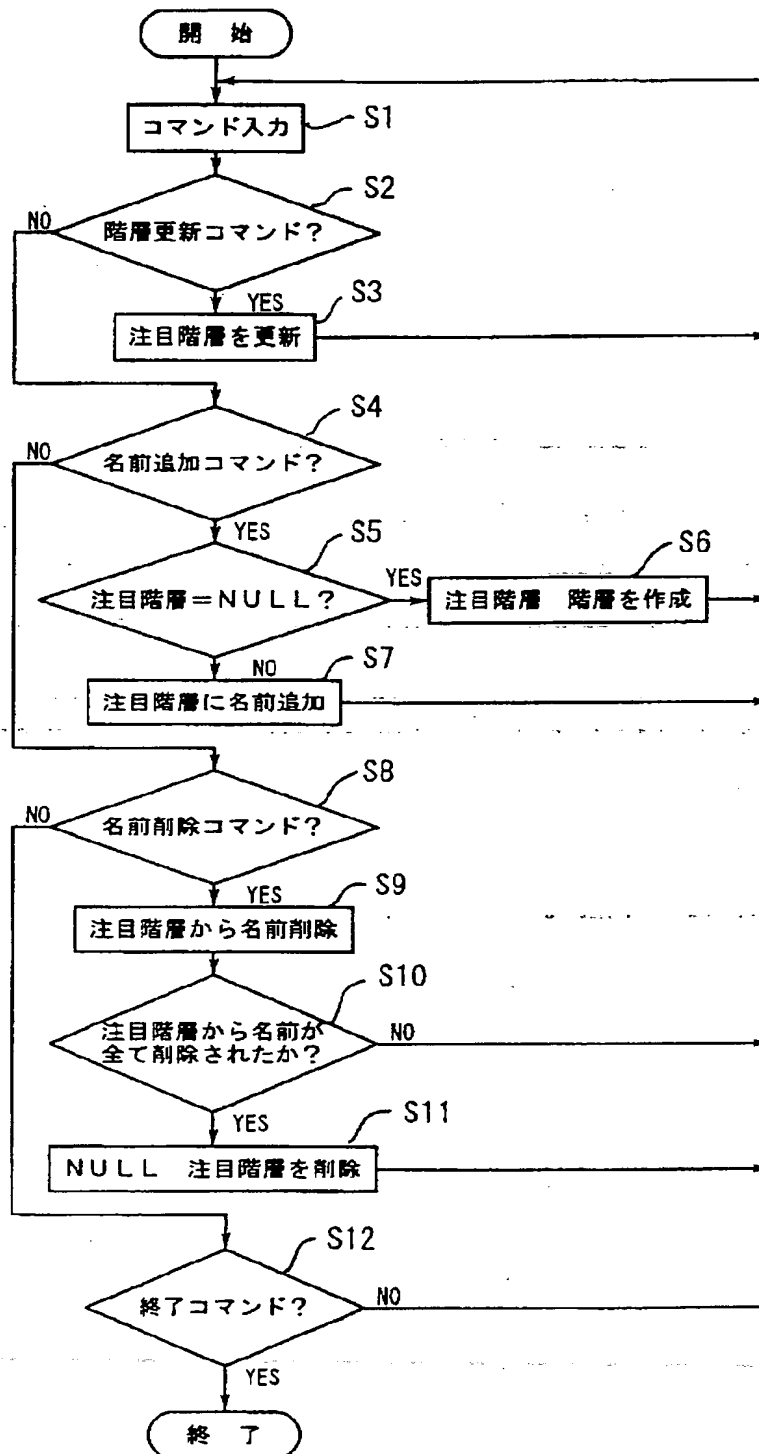 開 始
コマンド入力
S1
S2
NO
階層更新コマンド?
YES
S3
注目階層を更新
S4
NO
名前追加コマンド?
YES
S5
注目階層=NULL?
YES
S6
注目階層 階層を作成
NO
S7
注目階層に名前追加
S8
NO
名前削除コマンド?
YES
S9
注目階層から名前削除
S10
注目階層から名前が
全て削除されたか?
NO
YES
S11
NULL 注目階層を削除
S12
終了コマンド?
NO
YES
終 了